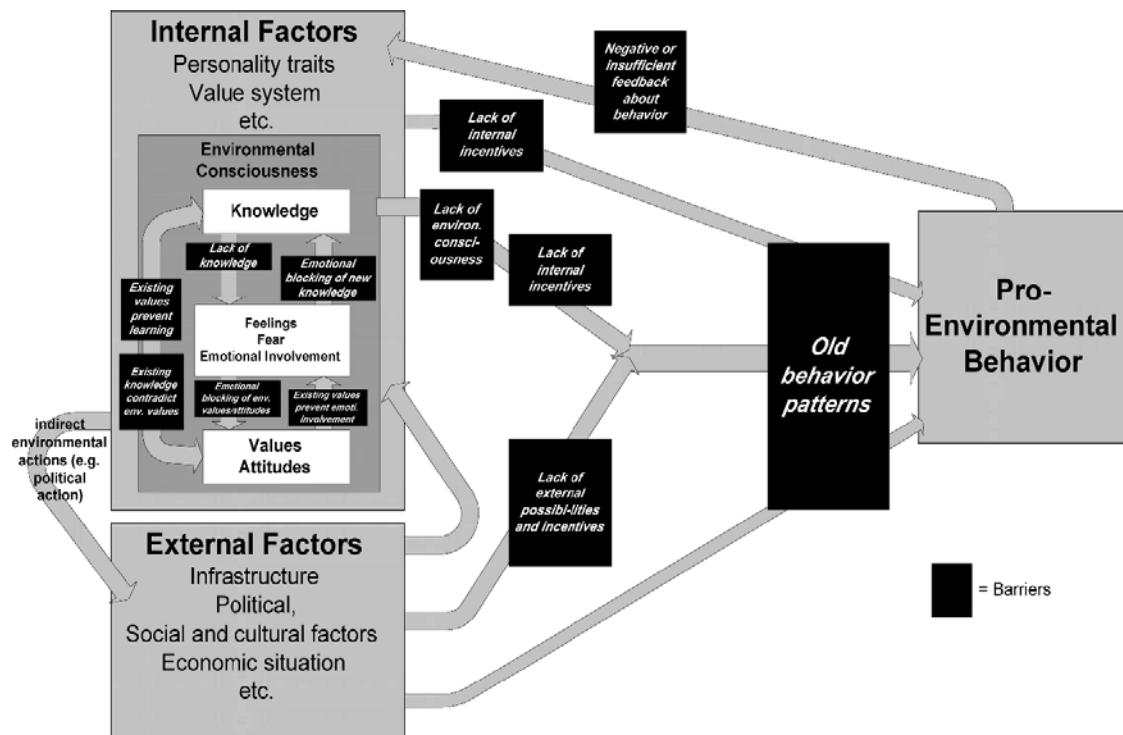 Internal Factors
Personality traits
Value system
etc.
Environmental
Consciousness
Knowledge
Lack of
knowledge
Emotional
blocking of new
knowledge
Existing
values
prevent
learning
Feelings
Fear
Emotional Involvement
Existing
knowledge
contradict
env. values
Emotional
blocking of env.
values/attitudes
Existing values
prevent emoti.
involvement
Values
Attitudes
indirect
environmental
actions (e.g.
political
action)
External Factors
Infrastructure
Political,
Social and cultural factors
Economic situation
etc.
Negative or
insufficient
feedback
about
behavior
Lack of
internal
incentives
Lack of
environ.
consci-
ousness
Lack of
internal
incentives
Lack of
external
possibi-lities
and incentives
Old
behavior
patterns
Pro-
Environmental
Behavior
= Barriers